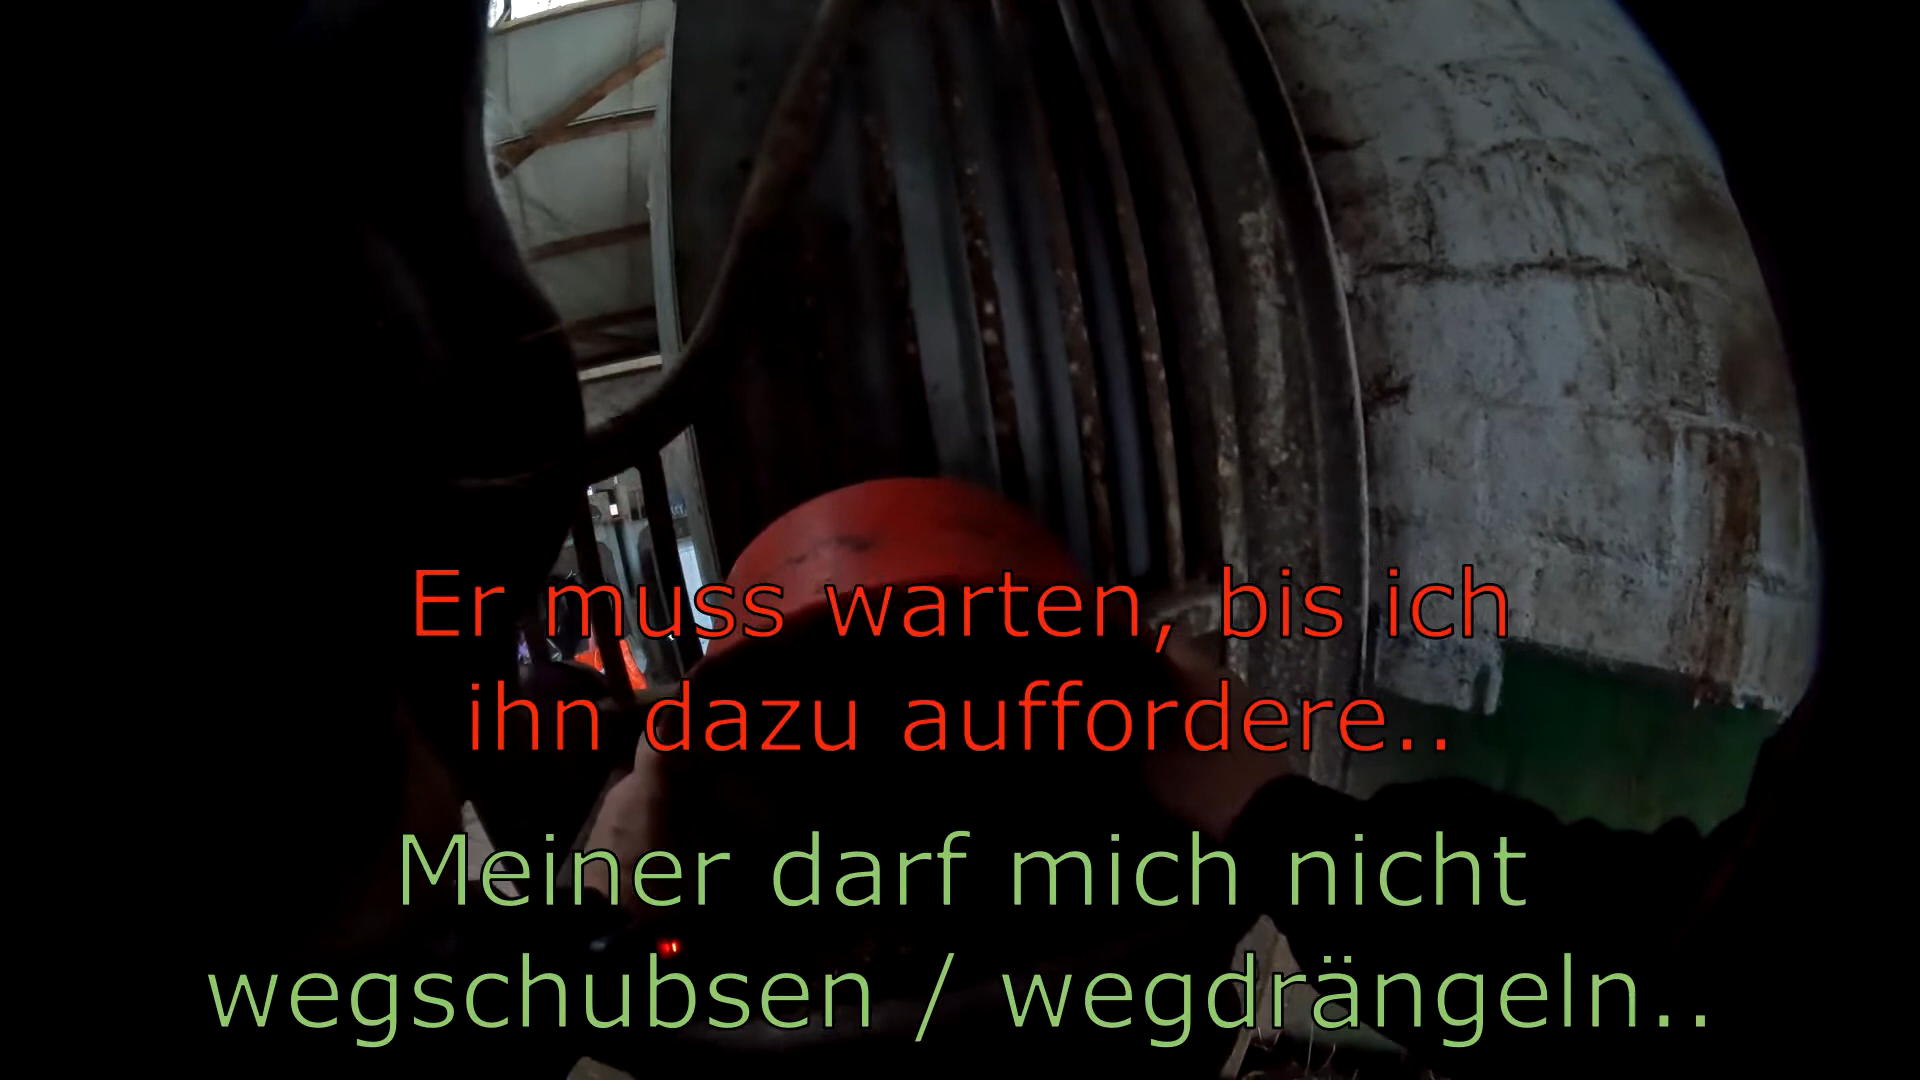 Er muss warten, bis ich
ihn dazu auffordere..
Meiner darf mich nicht
wegschubsen / wegdrängeln..